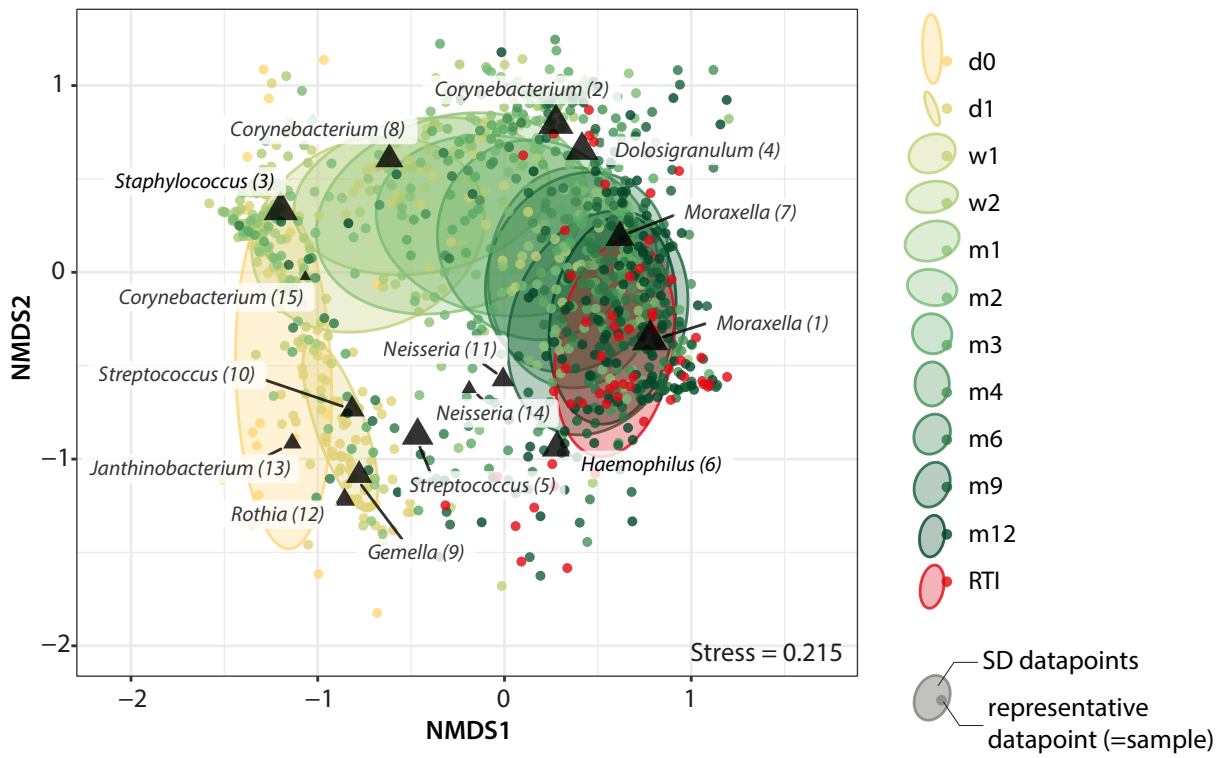 Corynebacterium (2)
Corynebacterium (8)
Dolosigranulum (4)
Staphylococcus (3)
Moraxella (7)
Corynebacterium (15)
Moraxella (1)
Neisseria (11)
Streptococcus (10)
Neisseria (14)
Janthinobacterium (13)
Haemophilus (6)
Streptococcus (5)
Rothia (12)
Gemella (9)
Stress = 0.215
1
0
−1
−2
NMDS2
−2
−1
0
1
NMDS1
d0
d1
w1
w2
m1
m2
m3
m4
m6
m9
m12
RTI
SD datapoints
representative
datapoint (=sample)